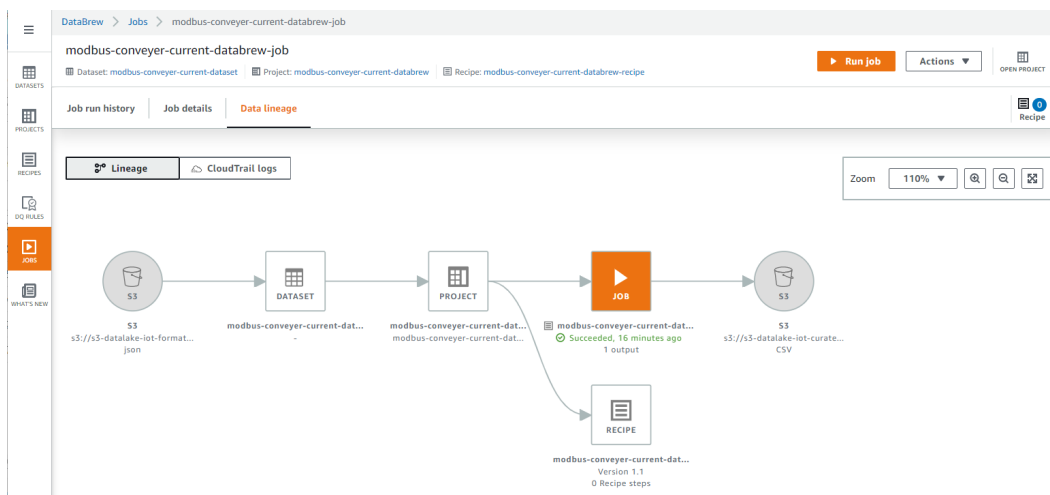 DataBrew > Jobs > modbus-conveyer-current-databrew-job
modbus-conveyer-current-databrew-job
Dataset: modbus-conveyer-current-dataset Project: modbus-conveyer-current-databrew Recipe: modbus-conveyer-current-databrew-recipe
Run job
Actions
OPEN PROJECT
DATASETS
PROJECTS
RECIPES
DQ RULES
JOBS
WHAT'S NEW
Job run history
Job details
Data lineage
0
Recipe
Lineage
CloudTrail logs
Zoom
110%
S3
DATASET
PROJECT
JOB
S3
S3
s3://s3-datalake-iot-format...
json
modbus-conveyer-current-dat...
-
modbus-conveyer-current-dat...
modbus-conveyer-current-dat...
modbus-conveyer-current-dat...
Succeeded, 16 minutes ago
1 output
S3
s3://s3-datalake-iot-curate...
CSV
RECIPE
modbus-conveyer-current-dat...
Version 1.1
0 Recipe steps